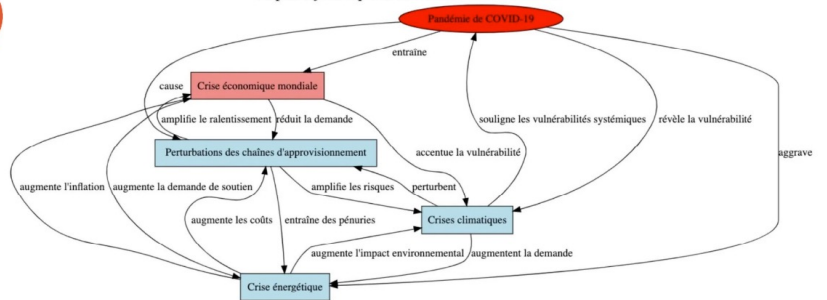 Pandémie de COVID-19
entraîne
cause
Crise économique mondiale
amplifie le ralentissement
réduit la demande
souligne les vulnérabilités systémiques
révèle la vulnérabilité
Perturbations des chaînes d'approvisionnement
accentue la vulnérabilité
aggrave
augmente l'inflation
augmente la demande de soutien
amplifie les risques
perturbent
augmente les coûts
entraîne des pénuries
Crises climatiques
augmente l'impact environnemental
augmentent la demande
Crise énergétique